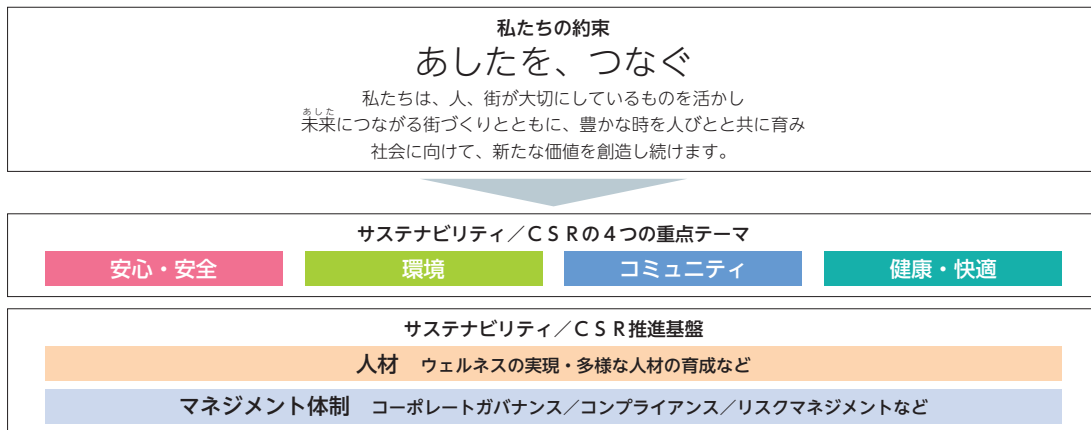 私たちの約束
あしたを、つなぐ
私たちは、人、街が大切にしているものを活かし
あした
未来につながる街づくりとともに、豊かな時を人びとと共に育み
社会に向けて、新たな価値を創造し続けます。
サステナビリティ／ＣＳＲの４つの重点テーマ
安心・安全 環境 コミュニティ 健康・快適
サステナビリティ／ＣＳＲ推進基盤
人材 ウェルネスの実現・多様な人材の育成など
マネジメント体制 コーポレートガバナンス／コンプライアンス／リスクマネジメントなど